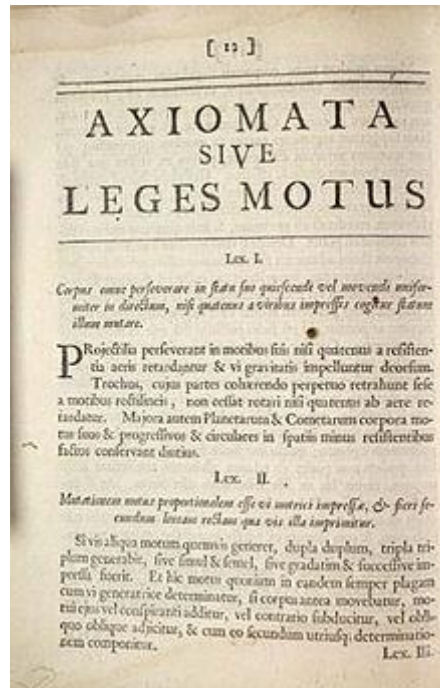 [ 12 ]
AXIOMATA
SIVE
LEGES MOTUS
Lex. I.
Corpus omne perseverare in statu suo quiescendi vel movendi unifor-
miter in directum, nisi quatenus a viribus impressis cogitur statum
illum mutare.
PRojectilia perseverant in motibus suis nisi quatenus a resisten-
tia aeris retardantur & vi gravitatis impelluntur deorsum.
Trochus, cujus partes cohærendo perpetuo retrahunt sese
a motibus rectilineis, non cessat rotari nisi quatenus ab aere re-
tardatur. Majora autem Planetarum & Cometarum corpora mo-
tus suos & progressivos & circulares in spatiis minus resistentibus
factos conservant diutius.
Lex. II.
Mutationem motus proportionalem esse vi motrici impressæ, & fieri se-
cundum lineam rectam qua vis illa imprimitur.
Si vis aliqua motum quemvis generet, dupla duplum, tripla tri-
plum generabit, sive simul & semel, sive gradatim & successive im-
pressa fuerit. Et hic motus quoniam in eandem semper plagam
cum vi generatrice determinatur, si corpus antea movebatur, mo-
tui ejus vel conspiranti additur, vel contrario subducitur, vel obli-
quo oblique adjicitur, & cum eo secundum utriusq; determinatio-
nem componitur.
Lex. III.